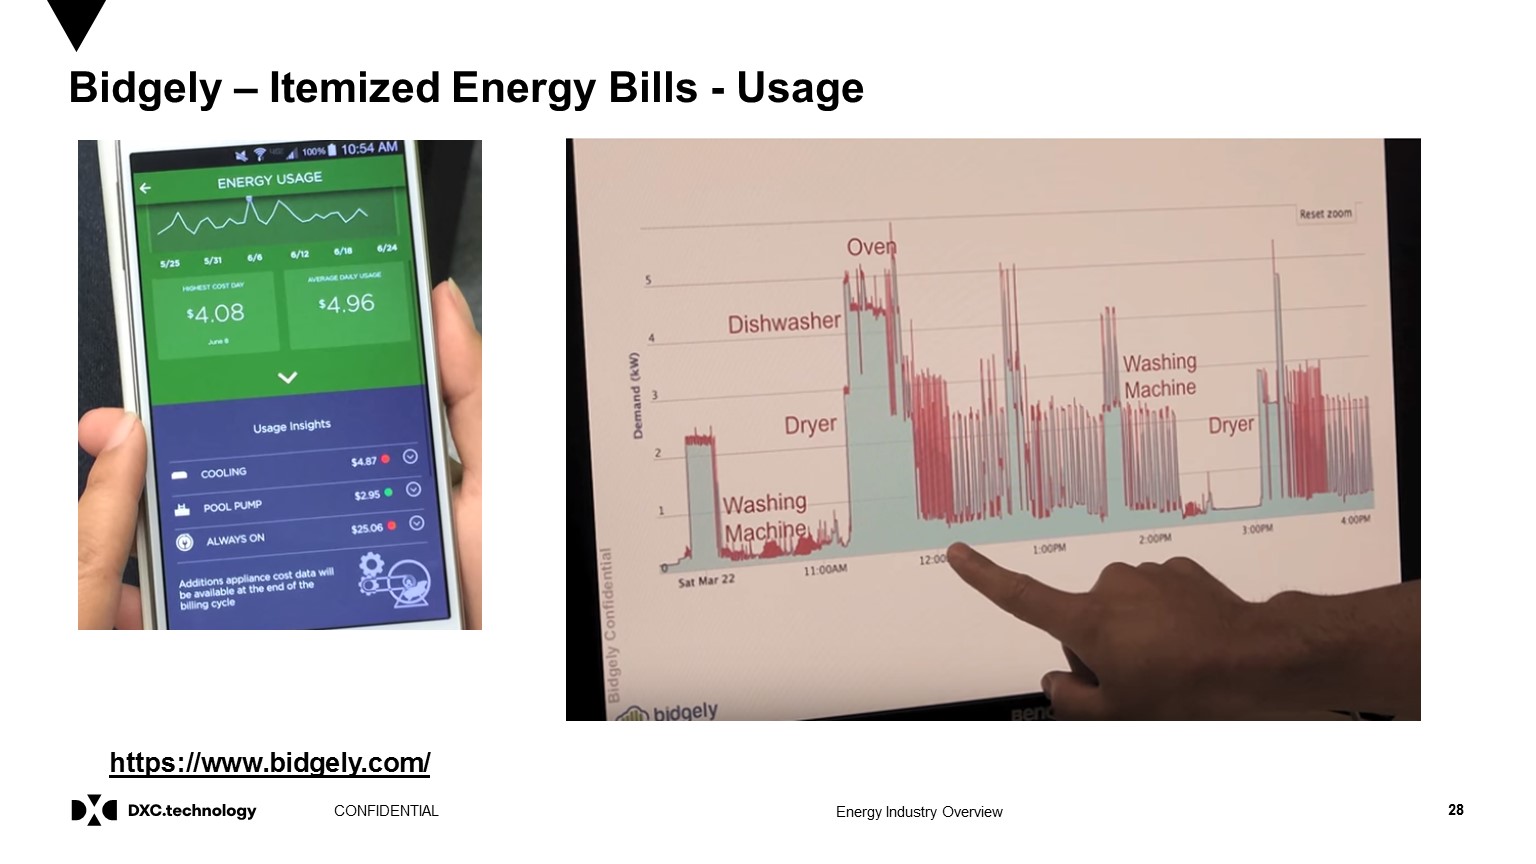 Bidgely – Itemized Energy Bills - Usage
100% 10:54 AM
ENERGY USAGE
5/25 5/31 6/6 6/12 6/18 6/24
HIGHEST COST DAY
$4.08
AVERAGE DAILY USAGE
$4.96
Usage Insights
COOLING $4.87
POOL PUMP $2.95
ALWAYS ON $25.06
Additions appliance cost data will
be available at the end of the
billing cycle
Reset zoom
Oven
Dishwasher
Dryer
Washing
Machine
Washing
Machine
Dryer
Demand (kW)
5
4
3
2
1
0
Sat Mar 22 11:00AM 12:00 1:00PM 2:00PM 3:00PM 4:00PM
Bidgely Confidential
bidgely
https://www.bidgely.com/
DXC.technology CONFIDENTIAL Energy Industry Overview 28